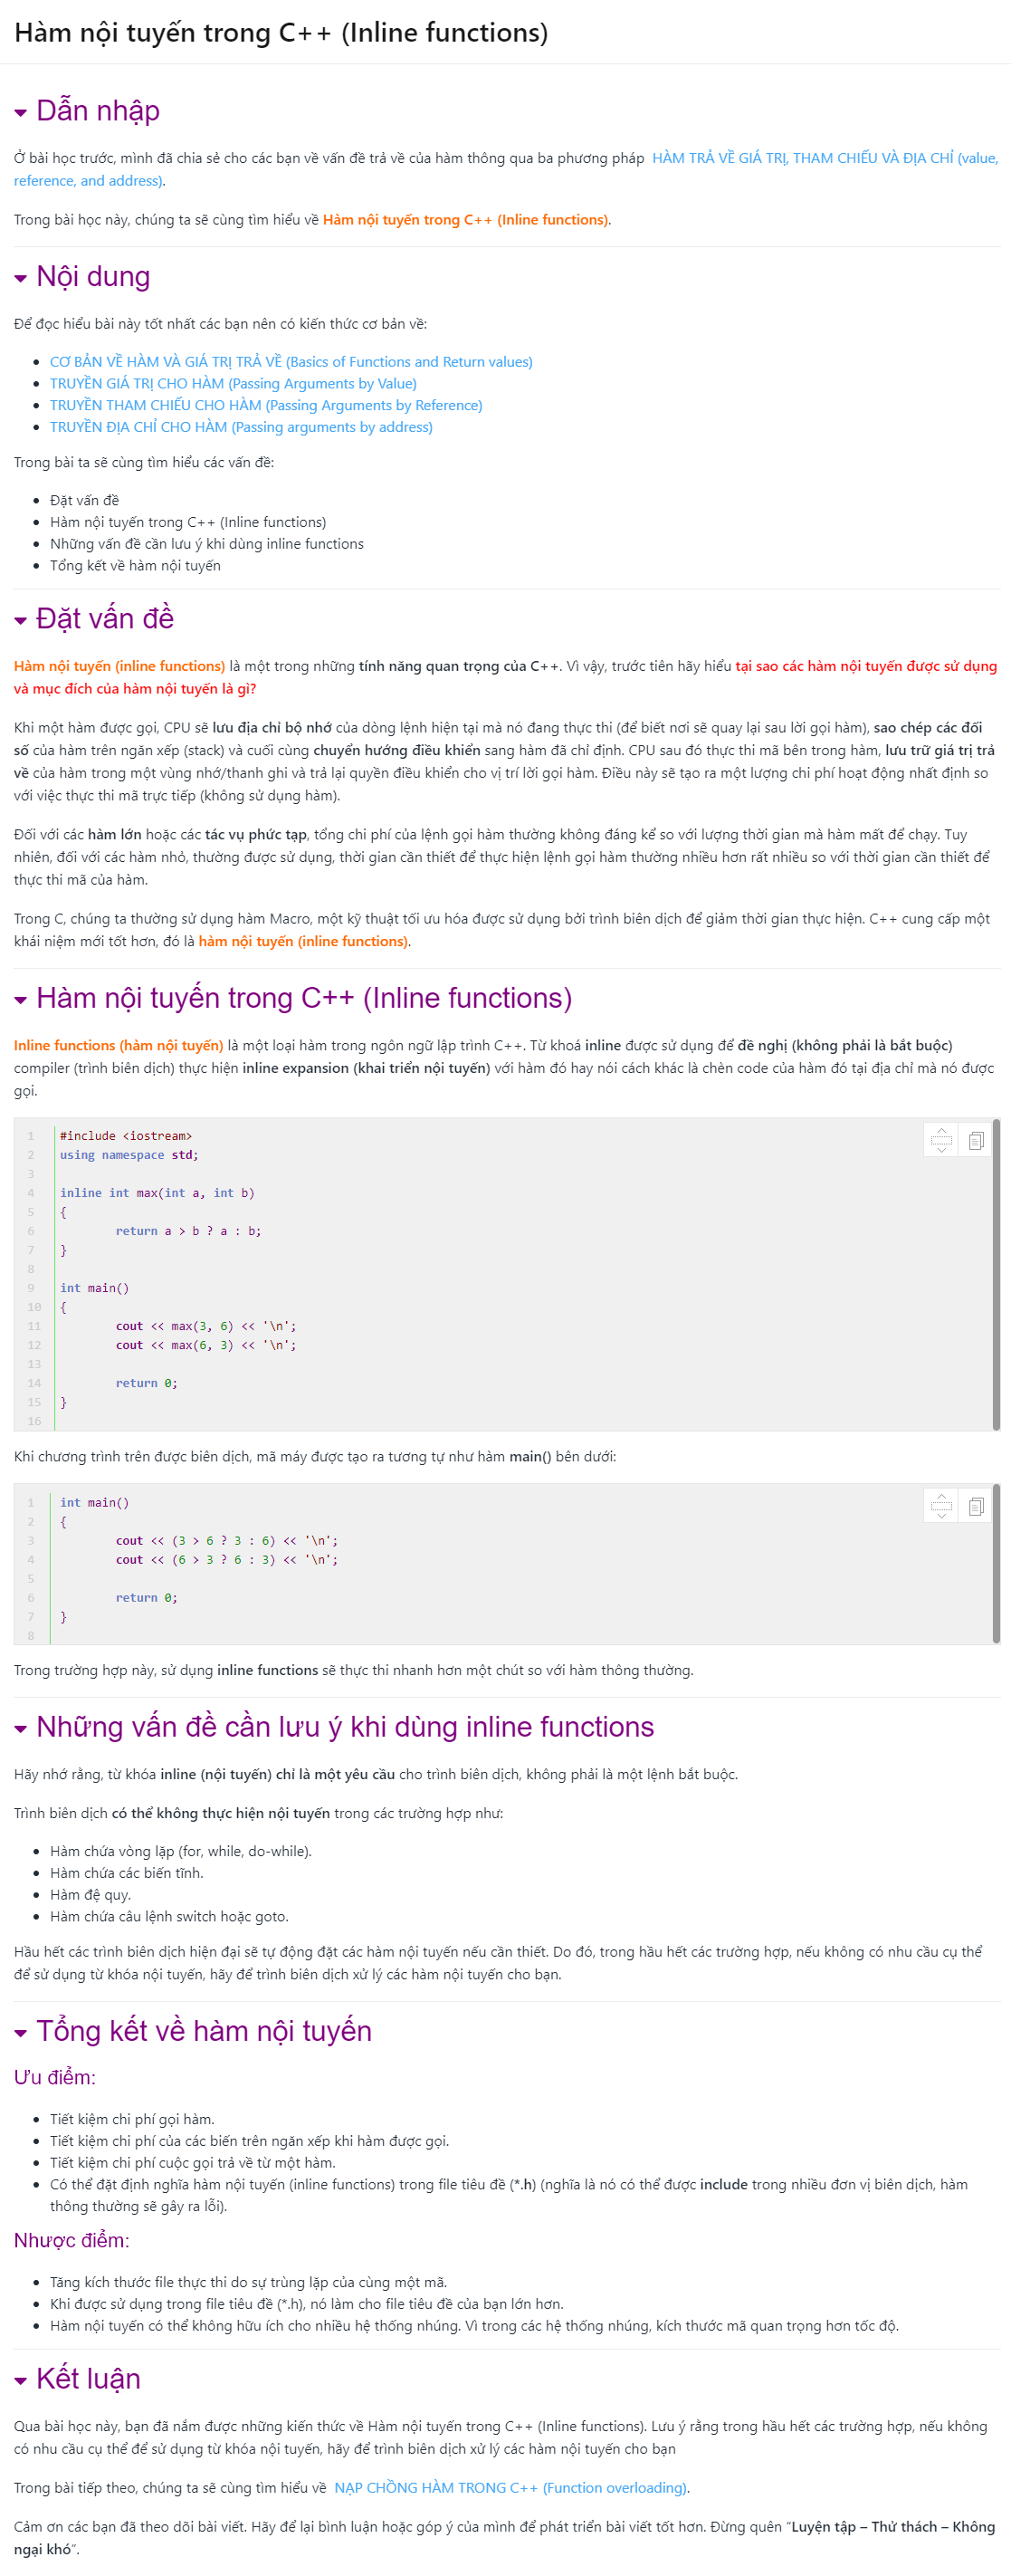 Hàm nội tuyến trong C++ (Inline functions)
Dẫn nhập
Ở bài học trước, mình đã chia sẻ cho các bạn về vấn đề trả về của hàm thông qua ba phương pháp HÀM TRẢ VỀ GIÁ TRỊ, THAM CHIẾU VÀ ĐỊA CHỈ (value,
reference, and address).
Trong bài học này, chúng ta sẽ cùng tìm hiểu về Hàm nội tuyến trong C++ (Inline functions).
Nội dung
Để đọc hiểu bài này tốt nhất các bạn nên có kiến thức cơ bản về:
• CƠ BẢN VỀ HÀM VÀ GIÁ TRỊ TRẢ VỀ (Basics of Functions and Return values)
• TRUYỀN GIÁ TRỊ CHO HÀM (Passing Arguments by Value)
• TRUYỀN THAM CHIẾU CHO HÀM (Passing Arguments by Reference)
• TRUYỀN ĐỊA CHỈ CHO HÀM (Passing arguments by address)
Trong bài ta sẽ cùng tìm hiểu các vấn đề:
• Đặt vấn đề
• Hàm nội tuyến trong C++ (Inline functions)
• Những vấn đề cần lưu ý khi dùng inline functions
• Tổng kết về hàm nội tuyến
Đặt vấn đề
Hàm nội tuyến (inline functions) là một trong những tính năng quan trọng của C++. Vì vậy, trước tiên hãy hiểu tại sao các hàm nội tuyến được sử dụng
và mục đích của hàm nội tuyến là gì?
Khi một hàm được gọi, CPU sẽ lưu địa chỉ bộ nhớ của dòng lệnh hiện tại mà nó đang thực thi (để biết nơi sẽ quay lại sau lời gọi hàm), sao chép các đối
số của hàm trên ngăn xếp (stack) và cuối cùng chuyển hướng điều khiển sang hàm đã chỉ định. CPU sau đó thực thi mã bên trong hàm, lưu trữ giá trị trả
về của hàm trong một vùng nhớ/thanh ghi và trả lại quyền điều khiển cho vị trí lời gọi hàm. Điều này sẽ tạo ra một lượng chi phí hoạt động nhất định so
với việc thực thi mã trực tiếp (không sử dụng hàm).
Đối với các hàm lớn hoặc các tác vụ phức tạp, tổng chi phí của lệnh gọi hàm thường không đáng kể so với lượng thời gian mà hàm mất để chạy. Tuy
nhiên, đối với các hàm nhỏ, thường được sử dụng, thời gian cần thiết để thực hiện lệnh gọi hàm thường nhiều hơn rất nhiều so với thời gian cần thiết để
thực thi mã của hàm.
Trong C, chúng ta thường sử dụng hàm Macro, một kỹ thuật tối ưu hóa được sử dụng bởi trình biên dịch để giảm thời gian thực hiện. C++ cung cấp một
khái niệm mới tốt hơn, đó là hàm nội tuyến (inline functions).
Hàm nội tuyến trong C++ (Inline functions)
Inline functions (hàm nội tuyến) là một loại hàm trong ngôn ngữ lập trình C++. Từ khoá inline được sử dụng để đề nghị (không phải là bắt buộc)
compiler (trình biên dịch) thực hiện inline expansion (khai triển nội tuyến) với hàm đó hay nói cách khác là chèn code của hàm đó tại địa chỉ mà nó được
gọi.
1 #include <iostream>
2 using namespace std;
3
4 inline int max(int a, int b)
5 {
6 return a > b ? a : b;
7 }
8
9 int main()
10 {
11 cout << max(3, 6) << '\n';
12 cout << max(6, 3) << '\n';
13
14 return 0;
15 }
16
Khi chương trình trên được biên dịch, mã máy được tạo ra tương tự như hàm main() bên dưới:
1 int main()
2 {
3 cout << (3 > 6 ? 3 : 6) << '\n';
4 cout << (6 > 3 ? 6 : 3) << '\n';
5
6 return 0;
7 }
8
Trong trường hợp này, sử dụng inline functions sẽ thực thi nhanh hơn một chút so với hàm thông thường.
Những vấn đề cần lưu ý khi dùng inline functions
Hãy nhớ rằng, từ khóa inline (nội tuyến) chỉ là một yêu cầu cho trình biên dịch, không phải là một lệnh bắt buộc.
Trình biên dịch có thể không thực hiện nội tuyến trong các trường hợp như:
• Hàm chứa vòng lặp (for, while, do-while).
• Hàm chứa các biến tĩnh.
• Hàm đệ quy.
• Hàm chứa câu lệnh switch hoặc goto.
Hầu hết các trình biên dịch hiện đại sẽ tự động đặt các hàm nội tuyến nếu cần thiết. Do đó, trong hầu hết các trường hợp, nếu không có nhu cầu cụ thể
để sử dụng từ khóa nội tuyến, hãy để trình biên dịch xử lý các hàm nội tuyến cho bạn.
Tổng kết về hàm nội tuyến
Ưu điểm:
• Tiết kiệm chi phí gọi hàm.
• Tiết kiệm chi phí của các biến trên ngăn xếp khi hàm được gọi.
• Tiết kiệm chi phí cuộc gọi trả về từ một hàm.
• Có thể đặt định nghĩa hàm nội tuyến (inline functions) trong file tiêu đề (*.h) (nghĩa là nó có thể được include trong nhiều đơn vị biên dịch, hàm
thông thường sẽ gây ra lỗi).
Nhược điểm:
• Tăng kích thước file thực thi do sự trùng lặp của cùng một mã.
• Khi được sử dụng trong file tiêu đề (*.h), nó làm cho file tiêu đề của bạn lớn hơn.
• Hàm nội tuyến có thể không hữu ích cho nhiều hệ thống nhúng. Vì trong các hệ thống nhúng, kích thước mã quan trọng hơn tốc độ.
Kết luận
Qua bài học này, bạn đã nắm được những kiến thức về Hàm nội tuyến trong C++ (Inline functions). Lưu ý rằng trong hầu hết các trường hợp, nếu không
có nhu cầu cụ thể để sử dụng từ khóa nội tuyến, hãy để trình biên dịch xử lý các hàm nội tuyến cho bạn
Trong bài tiếp theo, chúng ta sẽ cùng tìm hiểu về NẠP CHỒNG HÀM TRONG C++ (Function overloading).
Cảm ơn các bạn đã theo dõi bài viết. Hãy để lại bình luận hoặc góp ý của mình để phát triển bài viết tốt hơn. Đừng quên “Luyện tập – Thử thách – Không
ngại khó”.